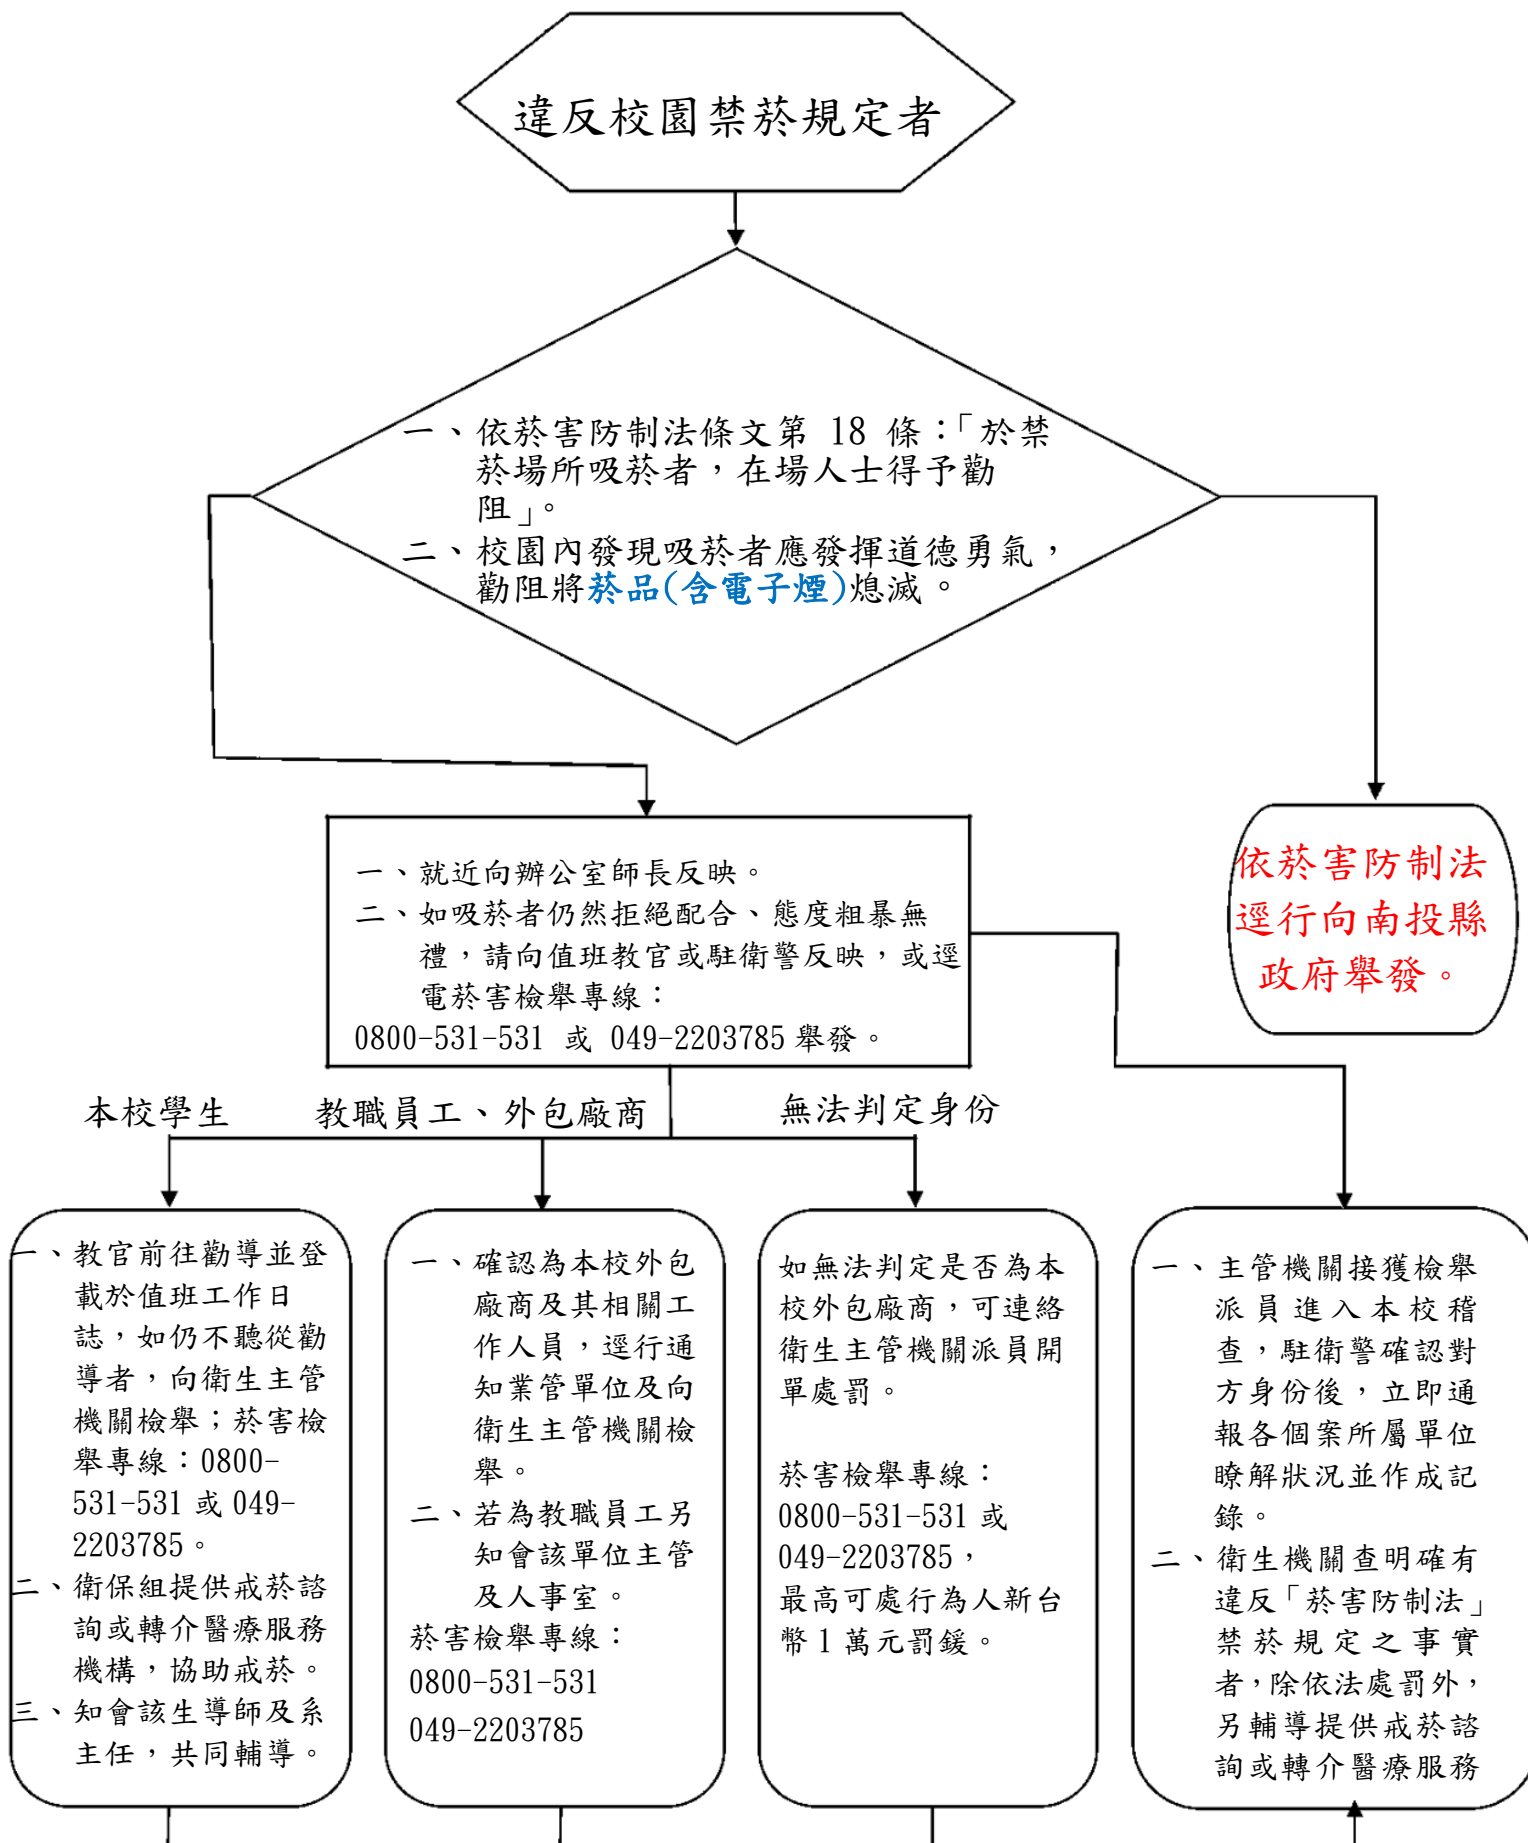 違反校園禁菸規定者
一、依菸害防制法條文第 18 條：「於禁
菸場所吸菸者，在場人士得予勸
阻」。
二、校園內發現吸菸者應發揮道德勇氣，
勸阻將菸品(含電子煙)熄滅。
依菸害防制法
逕行向南投縣
政府舉發。
一、就近向辦公室師長反映。
二、如吸菸者仍然拒絕配合、態度粗暴無
禮，請向值班教官或駐衛警反映，或逕
電菸害檢舉專線：
0800-531-531 或 049-2203785 舉發。
本校學生
教職員工、外包廠商
無法判定身份
一、教官前往勸導並登
載於值班工作日
誌，如仍不聽從勸
導者，向衛生主管
機關檢舉；菸害檢
舉專線：0800-
531-531 或 049-
2203785。
二、衛保組提供戒菸諮
詢或轉介醫療服務
機構，協助戒菸。
三、知會該生導師及系
主任，共同輔導。
一、確認為本校外包
廠商及其相關工
作人員，逕行通
知業管單位及向
衛生主管機關檢
舉。
二、若為教職員工另
知會該單位主管
及人事室。
菸害檢舉專線：
0800-531-531
049-2203785
如無法判定是否為本
校外包廠商，可連絡
衛生主管機關派員開
單處罰。
菸害檢舉專線：
0800-531-531 或
049-2203785，
最高可處行為人新台
幣 1 萬元罰鍰。
一、主管機關接獲檢舉
派員進入本校稽
查，駐衛警確認對
方身份後，立即通
報各個案所屬單位
瞭解狀況並作成記
錄。
二、衛生機關查明確有
違反「菸害防制法」
禁菸規定之事實
者，除依法處罰外，
另輔導提供戒菸諮
詢或轉介醫療服務